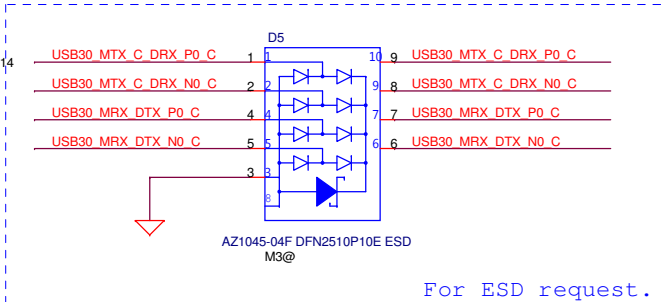 D5
14 USB30_MTX_C_DRX_P0_C 1 1 10 9 USB30_MTX_C_DRX_P0_C
USB30_MTX_C_DRX_N0_C 2 2 9 8 USB30_MTX_C_DRX_N0_C
USB30_MRX_DTX_P0_C 4 4 7 7 USB30_MRX_DTX_P0_C
USB30_MRX_DTX_N0_C 5 5 6 6 USB30_MRX_DTX_N0_C
3 3
8
AZ1045-04F DFN2510P10E ESD
M3@
For ESD request.